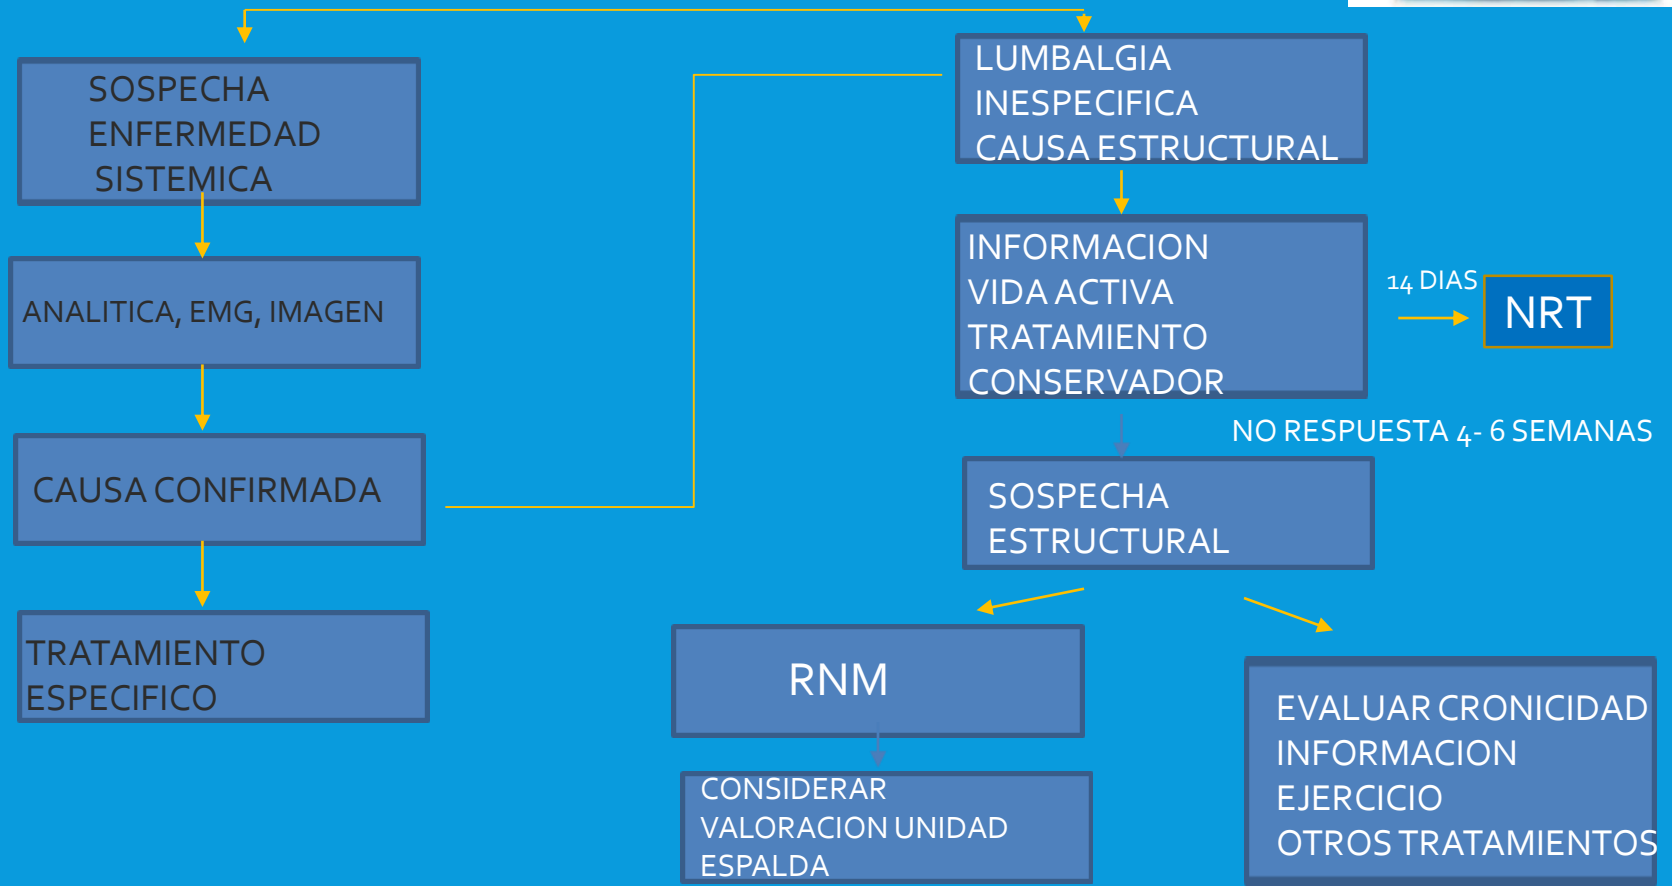 SOSPECHA
ENFERMEDAD
SISTEMICA
ANALITICA, EMG, IMAGEN
CAUSA CONFIRMADA
TRATAMIENTO
ESPECIFICO
LUMBALGIA
INESPECIFICA
CAUSA ESTRUCTURAL
INFORMACION
VIDA ACTIVA
TRATAMIENTO
CONSERVADOR
14 DIAS
NRT
NO RESPUESTA 4- 6 SEMANAS
SOSPECHA
ESTRUCTURAL
RNM
CONSIDERAR
VALORACION UNIDAD
ESPALDA
EVALUAR CRONICIDAD
INFORMACION
EJERCICIO
OTROS TRATAMIENTOS